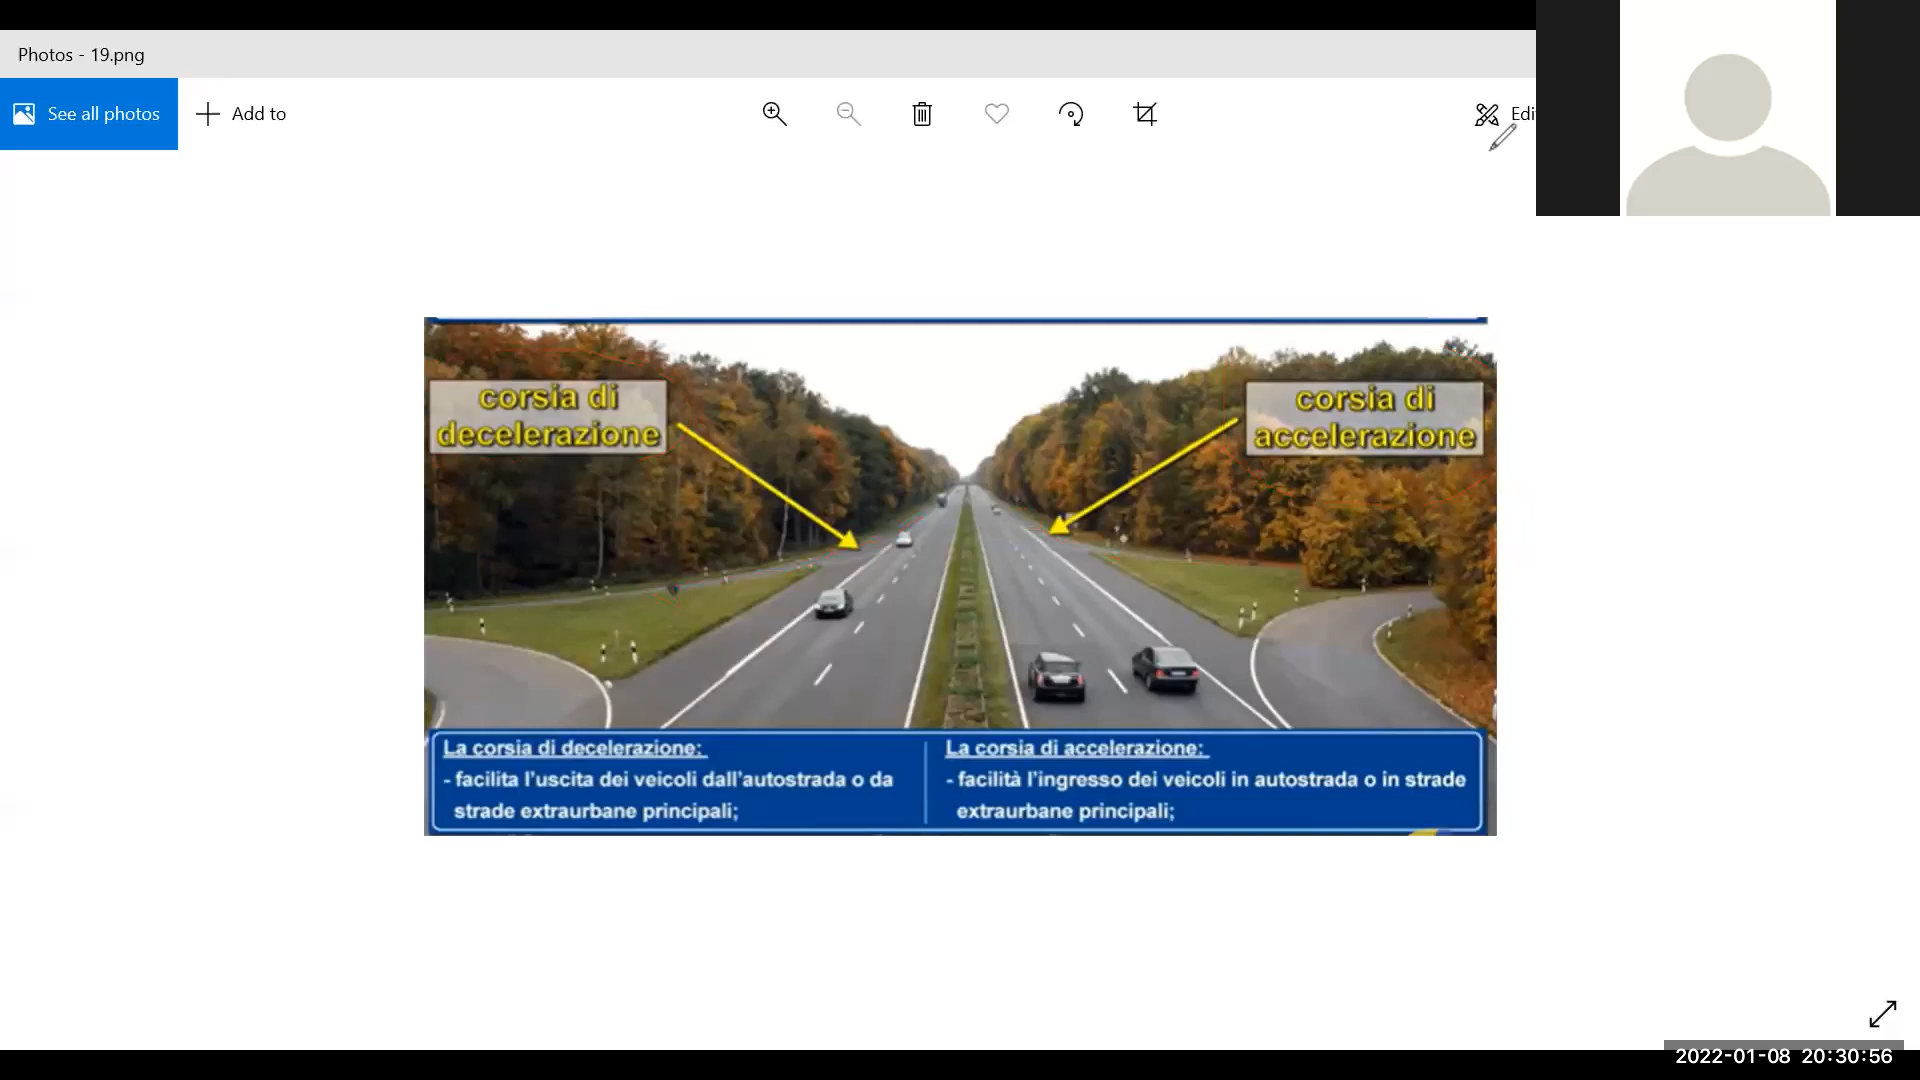 Photos - 19.png
See all photos
Add to
corsia di
decelerazione
corsia di
accelerazione
La corsia di decelerazione:
- facilita l'uscita dei veicoli dall'autostrada o da
strade extraurbane principali;
La corsia di accelerazione:
- facilità l'ingresso dei veicoli in autostrada o in strade
extraurbane principali;
2022-01-08 20:30:56